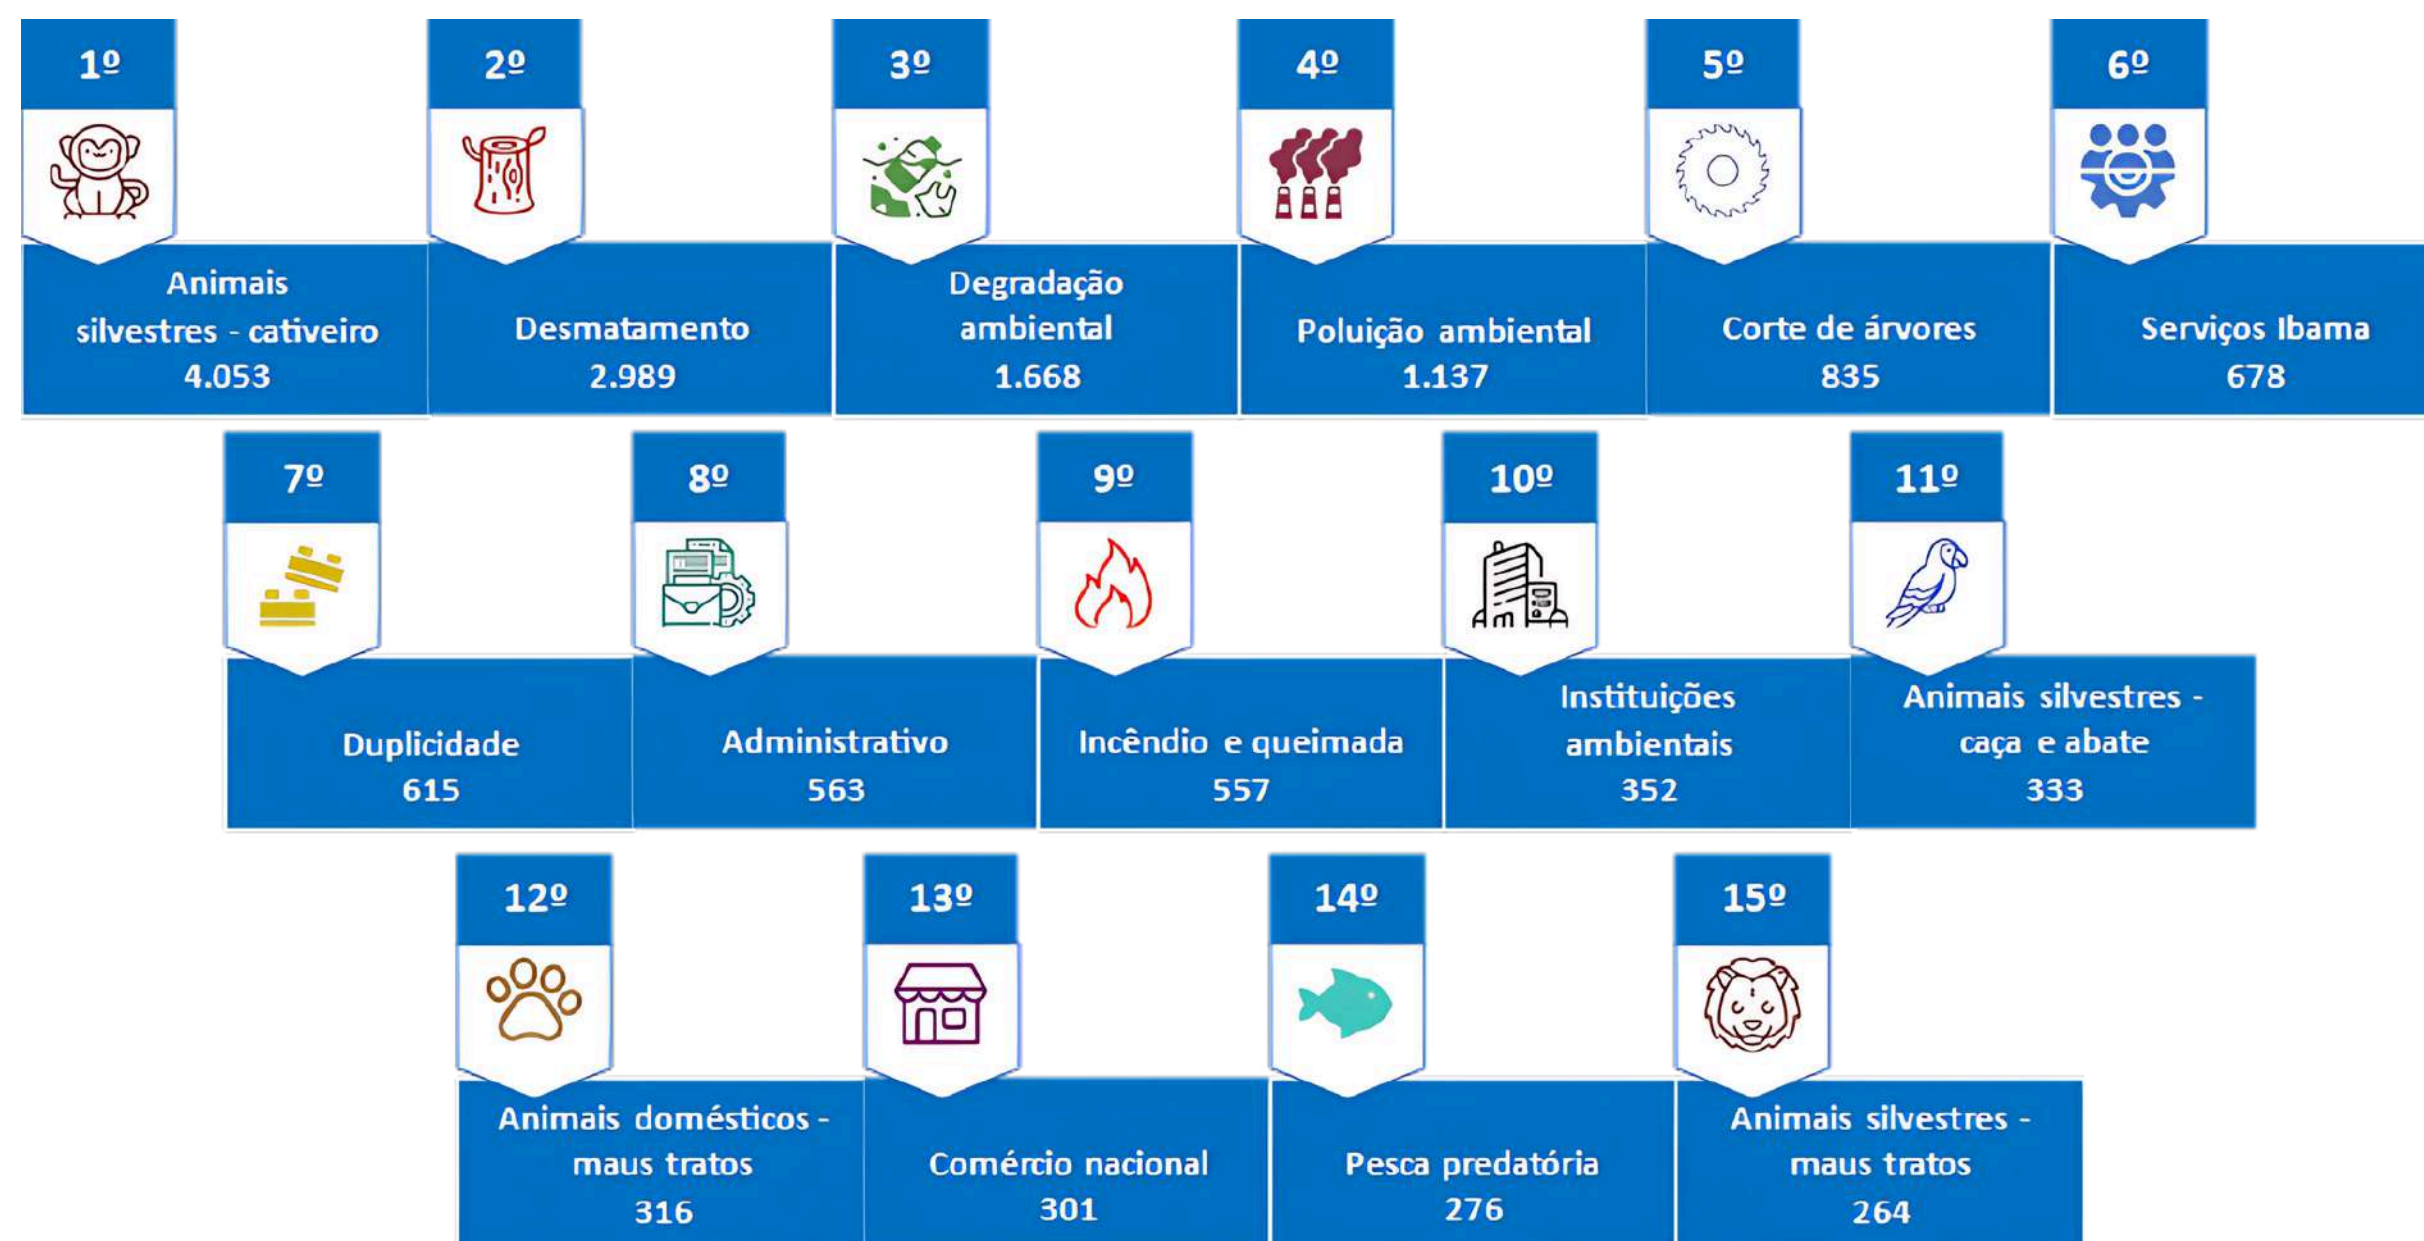 1º
2º
3º
4º
5º
6º
Animais
silvestres - cativeiro
4.053
Desmatamento
2.989
Degradação
ambiental
1.668
Poluição ambiental
1.137
Corte de árvores
835
Serviços Ibama
678
7º
8º
9º
10º
11º
Duplicidade
615
Administrativo
563
Incêndio e queimada
557
Instituições
ambientais
352
Animais silvestres -
caça e abate
333
12º
13º
14º
15º
Animais domésticos -
maus tratos
316
Comércio nacional
301
Pesca predatória
276
Animais silvestres -
maus tratos
264